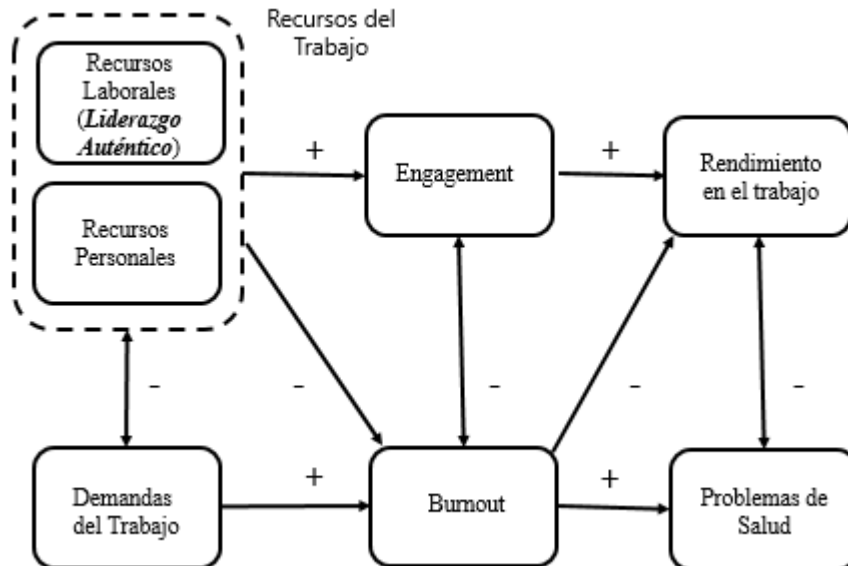 Recursos del
Trabajo
Recursos
Laborales
(Liderazgo
Auténtico)
Recursos
Personales
+
Engagement
+
Rendimiento
en el trabajo
-
-
-
-
-
Demandas
del Trabajo
+
Burnout
+
Problemas de
Salud